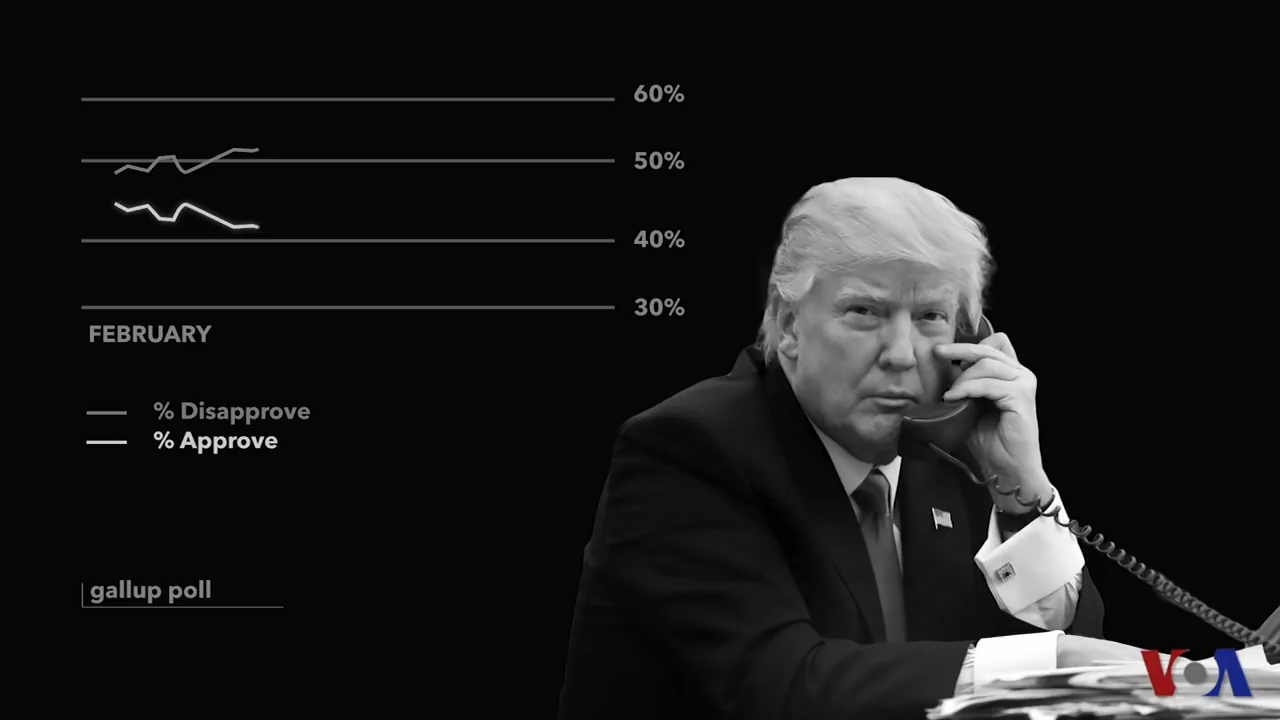 60%
50%
40%
30%
FEBRUARY
% Disapprove
% Approve
gallup poll
VOA